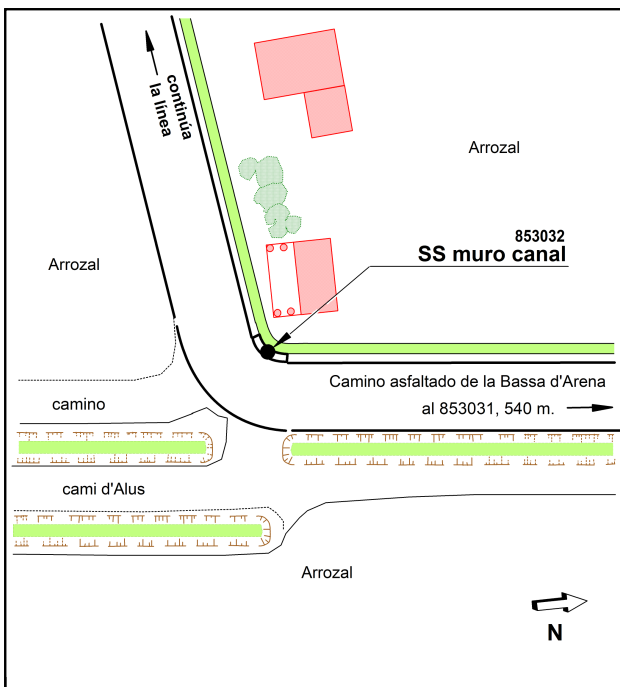 continúa
la línea
Arrozal
853032
SS muro canal
Arrozal
Camino asfaltado de la Bassa d'Arena
al 853031, 540 m.
camino
cami d'Alus
Arrozal
N